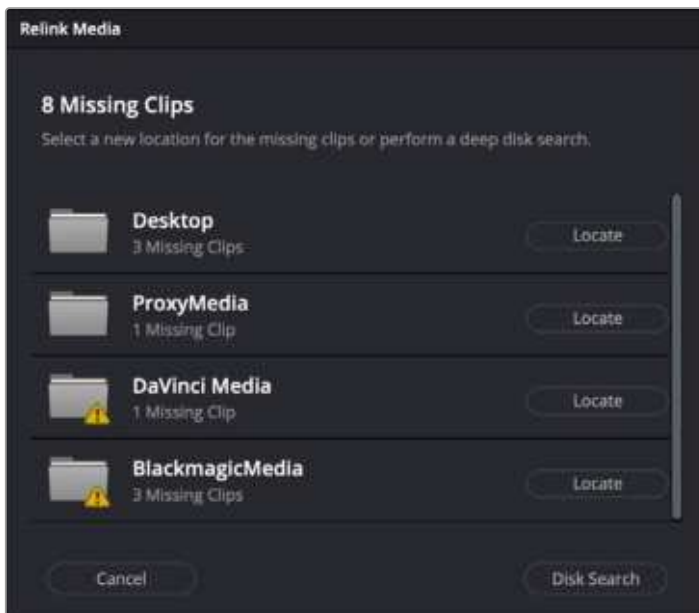 Relink Media
8 Missing Clips
Select a new location for the missing clips or perform a deep disk search.
Desktop
3 Missing Clips
Locate
ProxyMedia
1 Missing Clip
Locate
DaVinci Media
1 Missing Clip
Locate
BlackmagicMedia
3 Missing Clips
Locate
Cancel
Disk Search